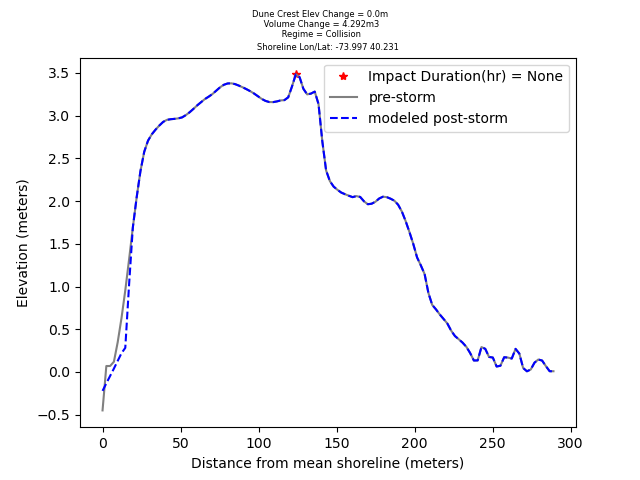 Dune Crest Elev Change = 0.0m
Volume Change = 4.292m3
Regime = Collision
Shoreline Lon/Lat: -73.997 40.231
Impact Duration(hr) = None
pre-storm
modeled post-storm
Elevation (meters)
3.5
3.0
2.5
2.0
1.5
1.0
0.5
0.0
−0.5
0 50 100 150 200 250 300
Distance from mean shoreline (meters)